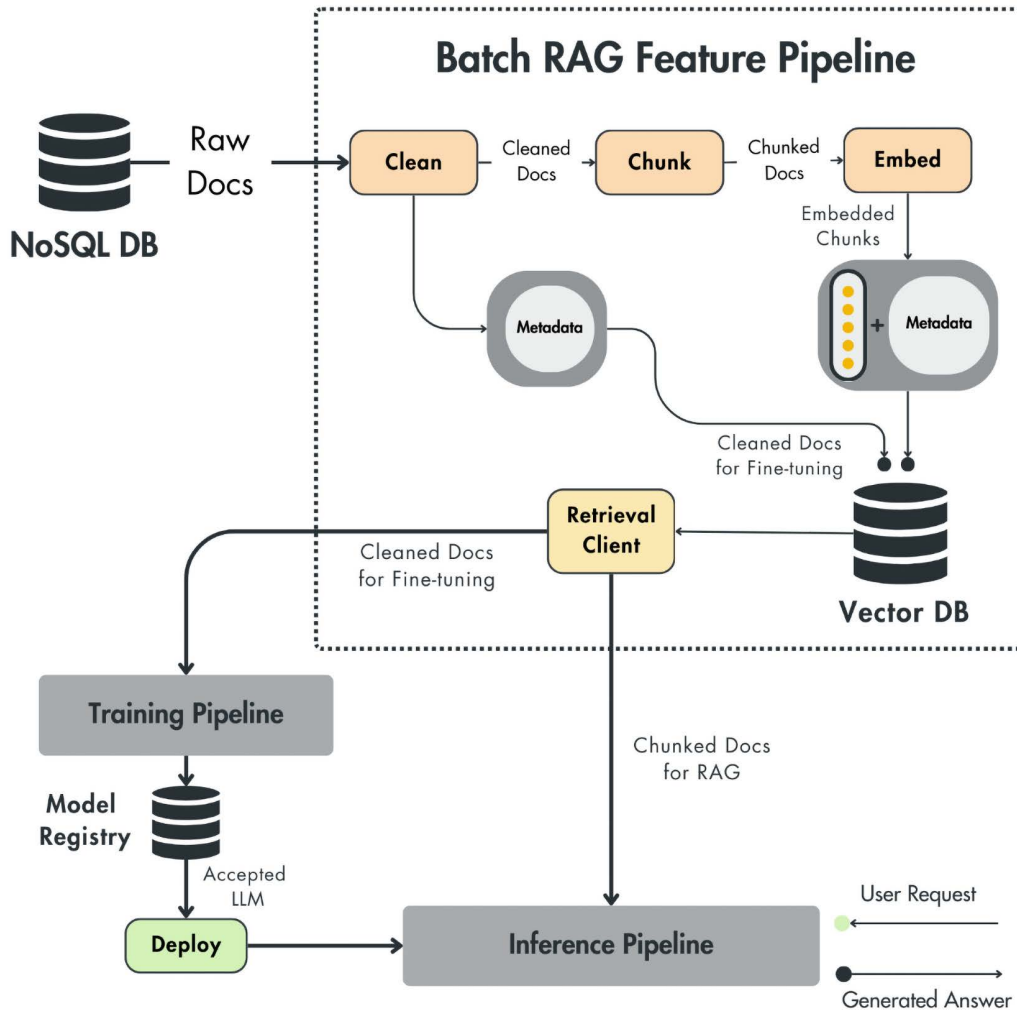 Batch RAG Feature Pipeline
Raw
Docs
NoSQL DB
Clean
Cleaned
Docs
Chunk
Chunked
Docs
Embed
Embedded
Chunks
Metadata
+
Metadata
Cleaned Docs
for Fine-tuning
Retrieval
Client
Vector DB
Cleaned Docs
for Fine-tuning
Training Pipeline
Chunked Docs
for RAG
Model
Registry
Accepted
LLM
Deploy
Inference Pipeline
User Request
Generated Answer